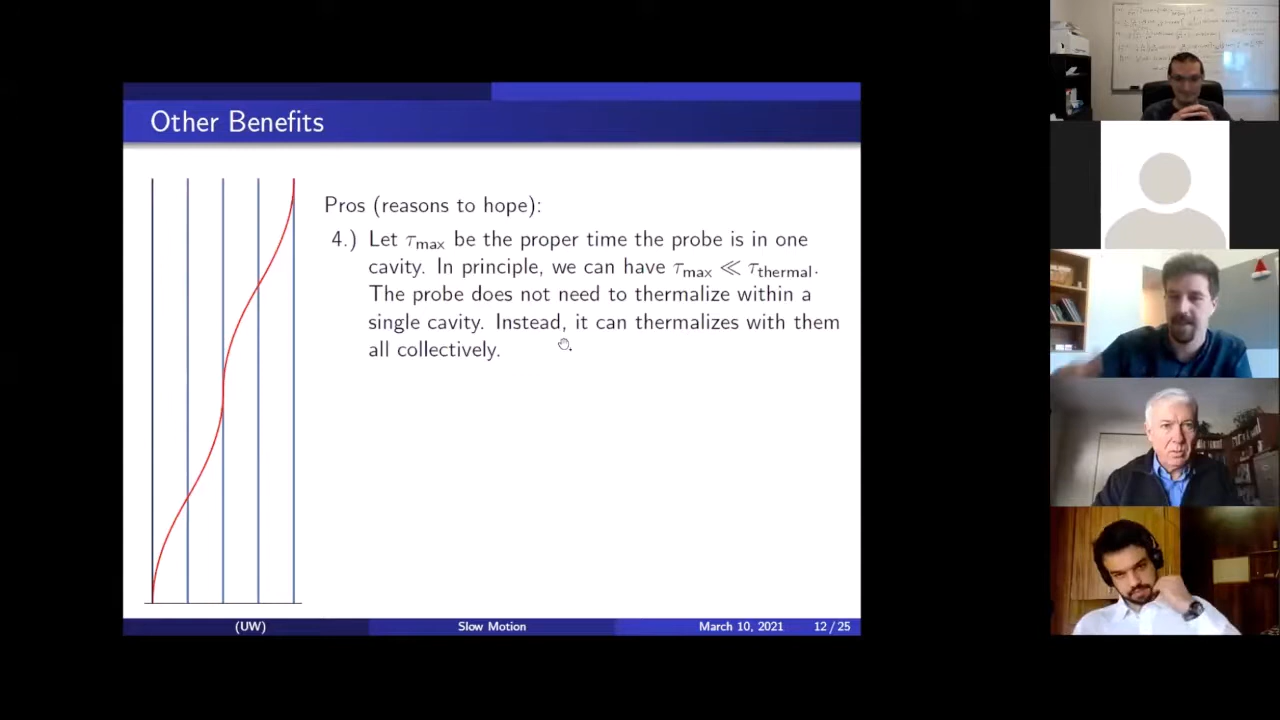 Other Benefits
Pros (reasons to hope):
4.) Let τmax be the proper time the probe is in one
cavity. In principle, we can have τmax ≪ τthermal.
The probe does not need to thermalize within a
single cavity. Instead, it can thermalizes with them
all collectively.
(UW)
Slow Motion
March 10, 2021
12 / 25